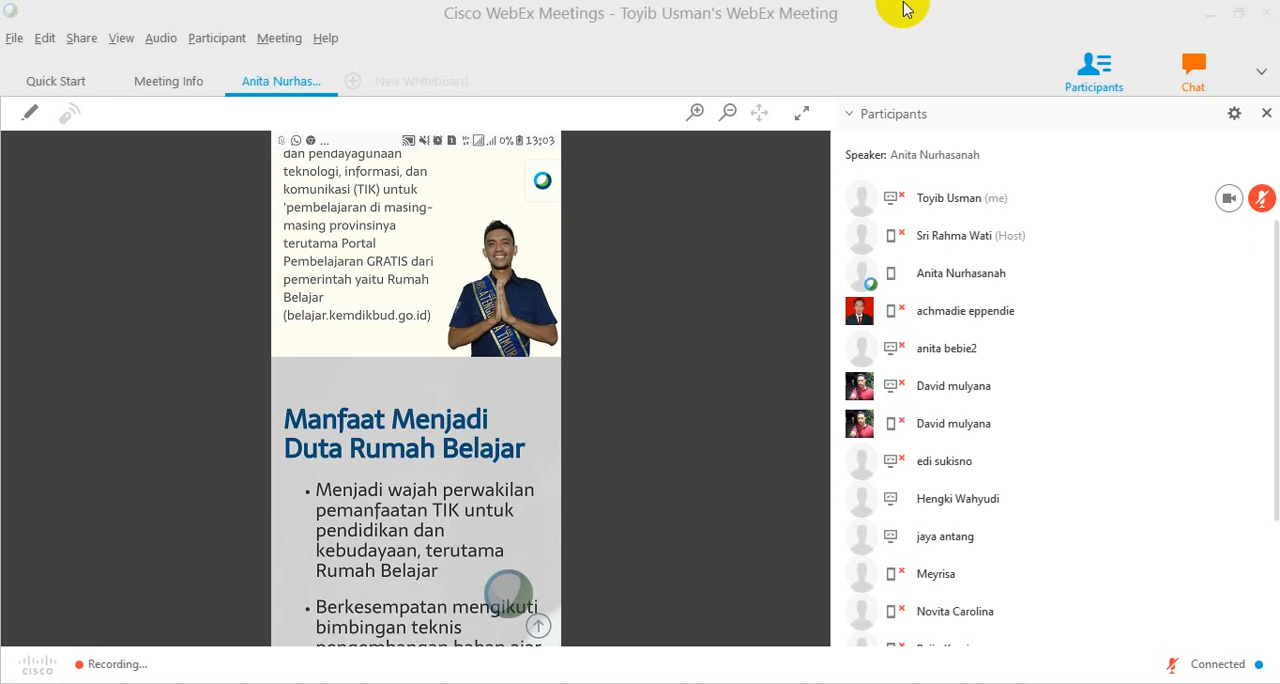 Cisco WebEx Meetings - Toyib Usman's WebEx Meeting
File Edit Share View Audio Participant Meeting Help
Quick Start Meeting Info Anita Nurhas... New Whiteboard
Participants Chat
Participants
Speaker: Anita Nurhasanah
Toyib Usman (me)
Sri Rahma Wati (Host)
Anita Nurhasanah
achmadie eppendie
anita bebie2
David mulyana
David mulyana
edi sukisno
Hengki Wahyudi
jaya antang
Meyrisa
Novita Carolina
... 0% 13:03
dan pendayagunaan
teknologi, informasi, dan
komunikasi (TIK) untuk
'pembelajaran di masing-
masing provinsinya
terutama Portal
Pembelajaran GRATIS dari
pemerintah yaitu Rumah
Belajar
(belajar.kemdikbud.go.id)
Manfaat Menjadi
Duta Rumah Belajar
• Menjadi wajah perwakilan
pemanfaatan TIK untuk
pendidikan dan
kebudayaan, terutama
Rumah Belajar
• Berkesempatan mengikuti
bimbingan teknis
pengembangan bahan ajar
cisco
Recording...
Connected